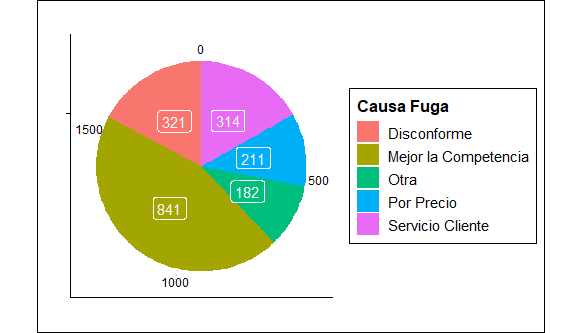 0
1500
321
314
211
500
182
841
1000
Causa Fuga
Disconforme
Mejor la Competencia
Otra
Por Precio
Servicio Cliente